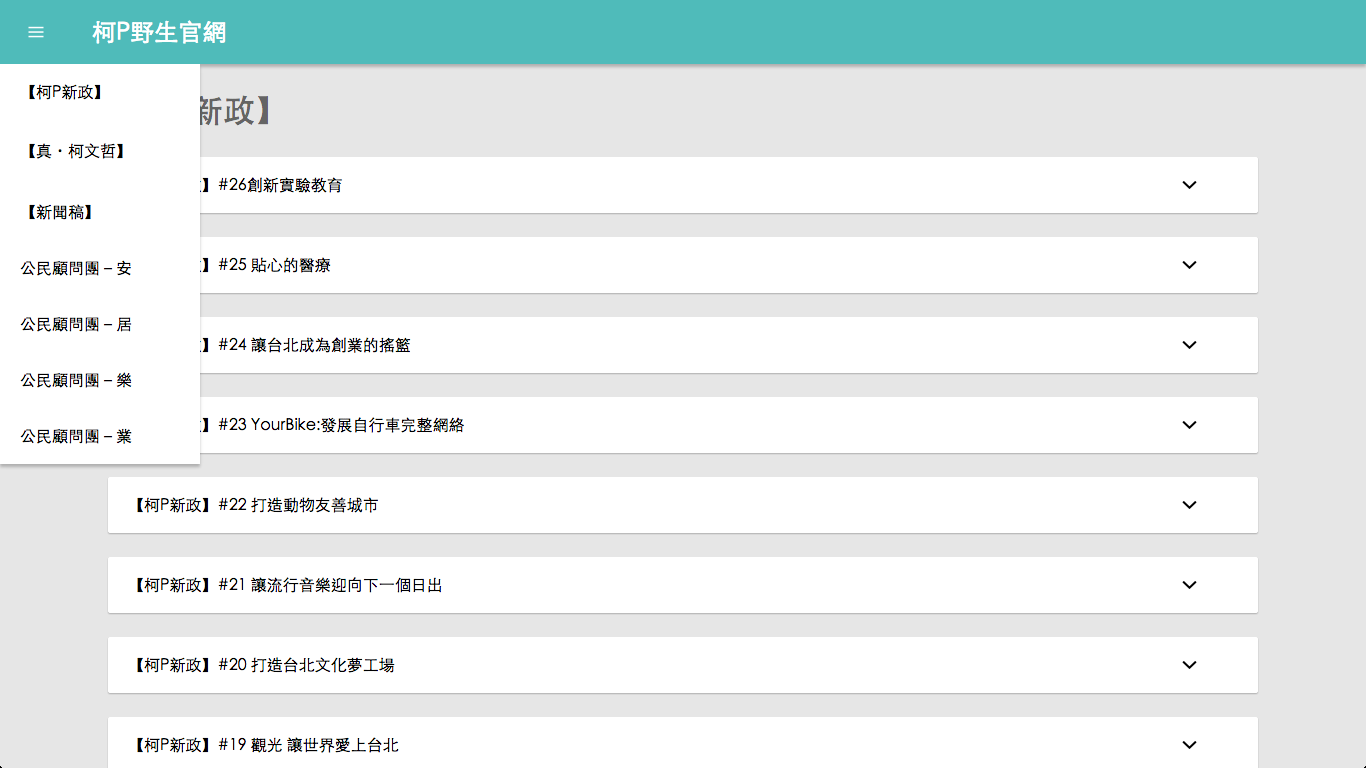 柯P野生官網
【柯P新政】
【真・柯文哲】
【新聞稿】
公民顧問團 – 安
公民顧問團 – 居
公民顧問團 – 樂
公民顧問團 – 業
新政】
】#26創新實驗教育
】#25 貼心的醫療
】#24 讓台北成為創業的搖籃
】#23 YourBike:發展自行車完整網絡
【柯P新政】#22 打造動物友善城市
【柯P新政】#21 讓流行音樂迎向下一個日出
【柯P新政】#20 打造台北文化夢工場
【柯P新政】#19 觀光 讓世界愛上台北